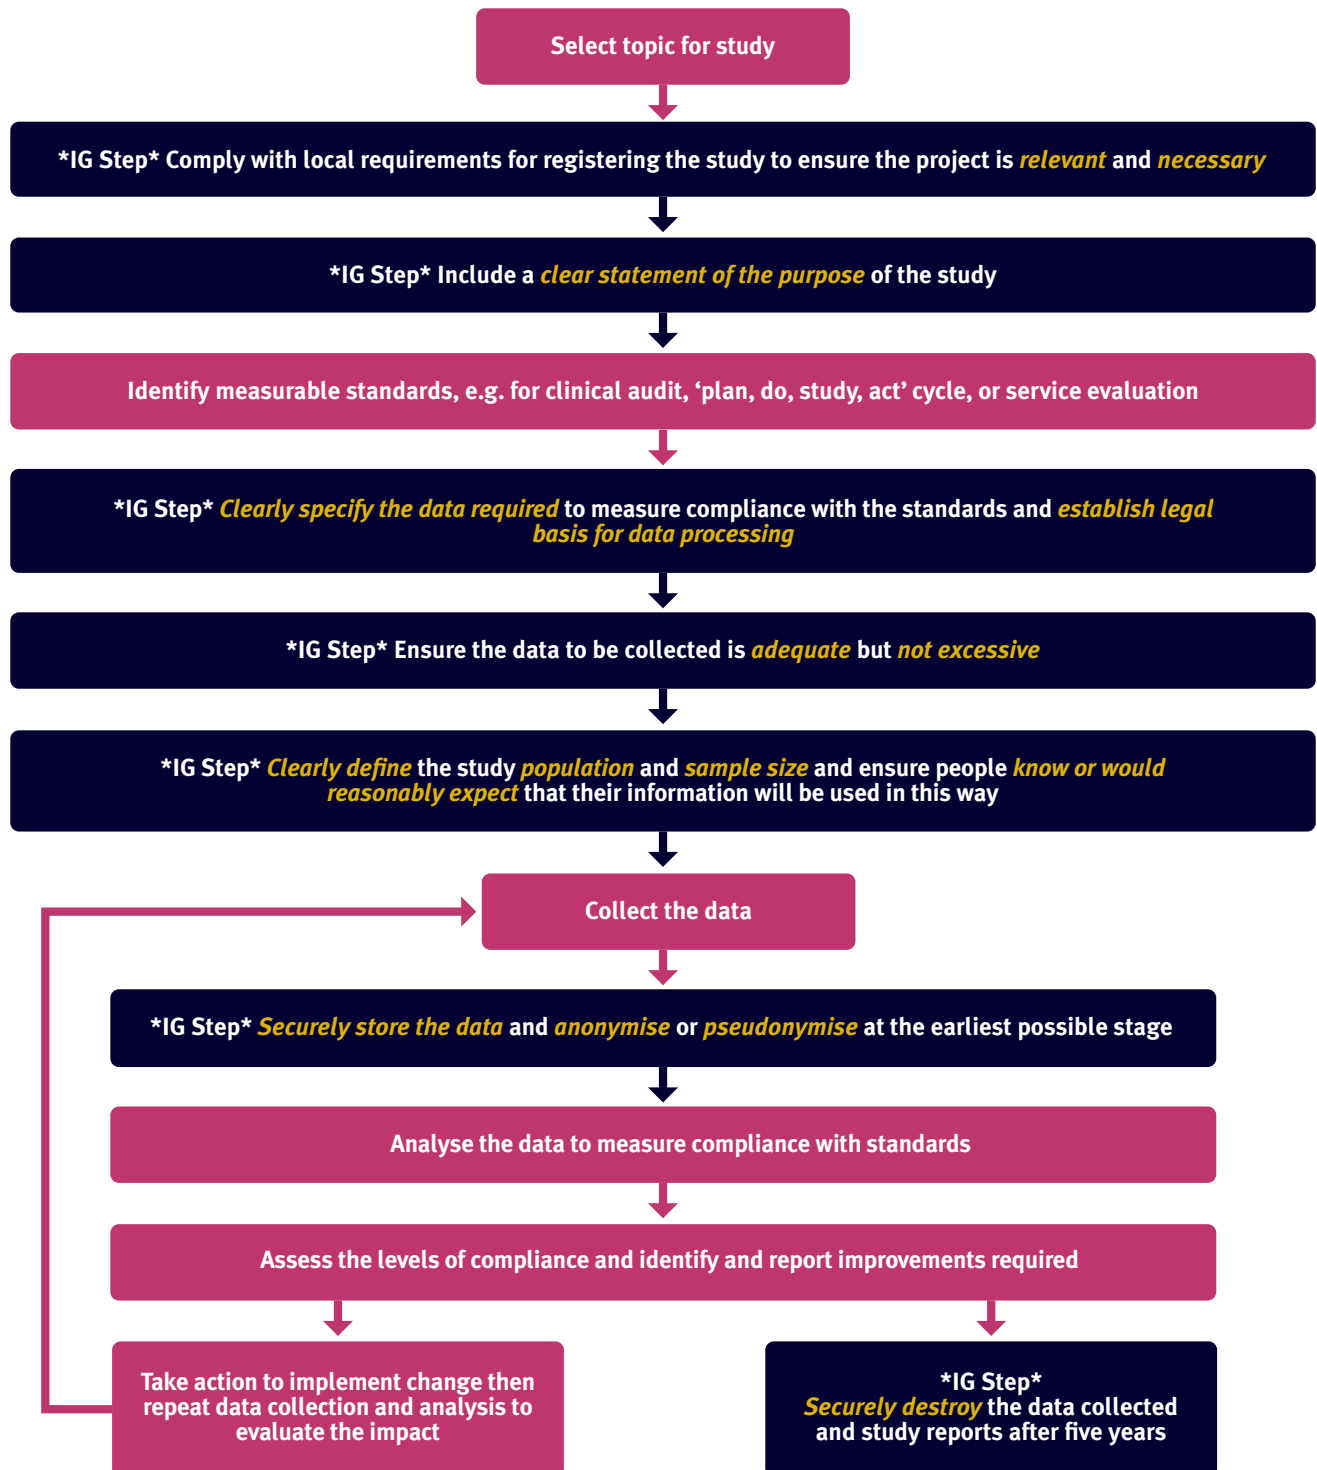 Select topic for study
*IG Step* Comply with local requirements for registering the study to ensure the project is relevant and necessary
*IG Step* Include a clear statement of the purpose of the study
Identify measurable standards, e.g. for clinical audit, ‘plan, do, study, act’ cycle, or service evaluation
*IG Step* Clearly specify the data required to measure compliance with the standards and establish legal
basis for data processing
*IG Step* Ensure the data to be collected is adequate but not excessive
*IG Step* Clearly define the study population and sample size and ensure people know or would
reasonably expect that their information will be used in this way
Collect the data
*IG Step* Securely store the data and anonymise or pseudonymise at the earliest possible stage
Analyse the data to measure compliance with standards
Assess the levels of compliance and identify and report improvements required
Take action to implement change then
repeat data collection and analysis to
evaluate the impact
*IG Step*
Securely destroy the data collected
and study reports after five years